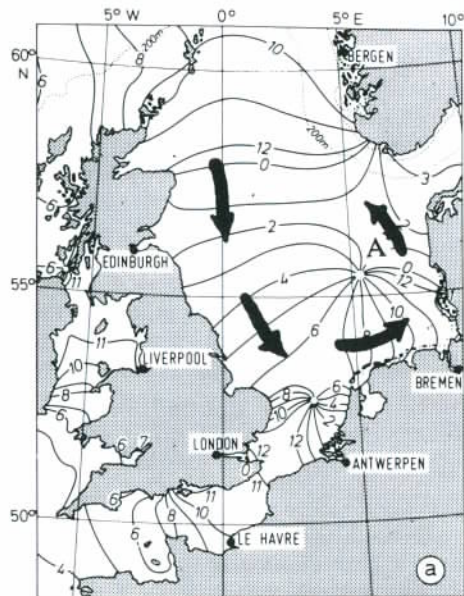 5° W 0° 5° E 10°
60° N
8 200m 10 BERGEN
6
200m
12
0 3
6
2
EDINBURGH A
11 0
55° 4 12
6 10
11 8
LIVERPOOL
10
8 8 6 BREMEN
6 10 4
2
6 7 LONDON 12 12
0 ANTWERPEN
11 11
6 10
50° 8
6 LE HAVRE
4 a